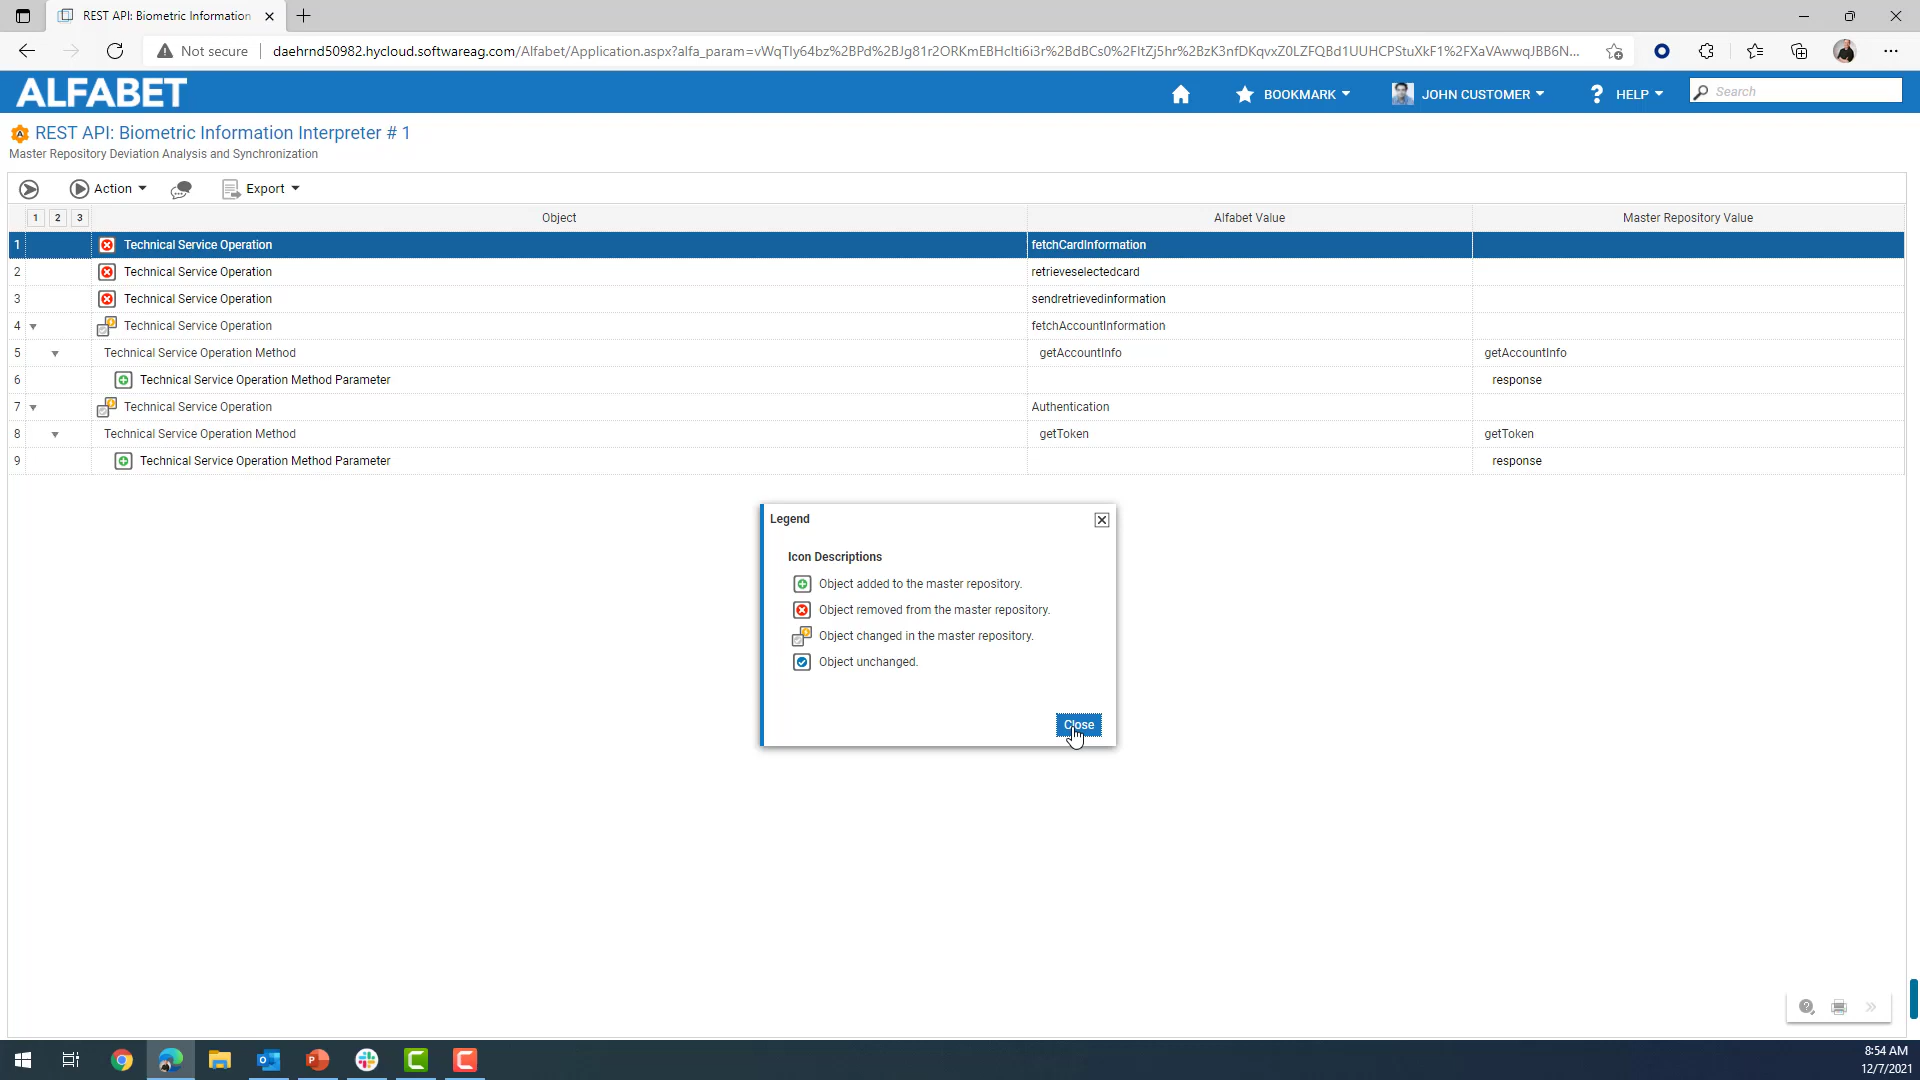 REST API: Biometric Information
Not secure
daehrnd50982.hycloud.softwareag.com/Alfabet/Application.aspx?alfa_param=vWqTly64bz%2BPd%2BJg81r2ORKmEBHclti6i3r%2BdBCs0%2FItZj5hr%2BzK3nfDKqvxZ0LZFQBd1UUHCPStuXkF1%2FXaVAwwqJBB6N...
ALFABET
BOOKMARK
JOHN CUSTOMER
? HELP
Search
REST API: Biometric Information Interpreter # 1
Master Repository Deviation Analysis and Synchronization
Action
Export
1 2 3 Object Alfabet Value Master Repository Value
1 Technical Service Operation fetchCardInformation
2 Technical Service Operation retrieveselectedcard
3 Technical Service Operation sendretrievedinformation
4 Technical Service Operation fetchAccountInformation
5 Technical Service Operation Method getAccountInfo getAccountInfo
6 Technical Service Operation Method Parameter response
7 Technical Service Operation Authentication
8 Technical Service Operation Method getToken getToken
9 Technical Service Operation Method Parameter response
Legend
Icon Descriptions
Object added to the master repository.
Object removed from the master repository.
Object changed in the master repository.
Object unchanged.
Close
8:54 AM
12/7/2021